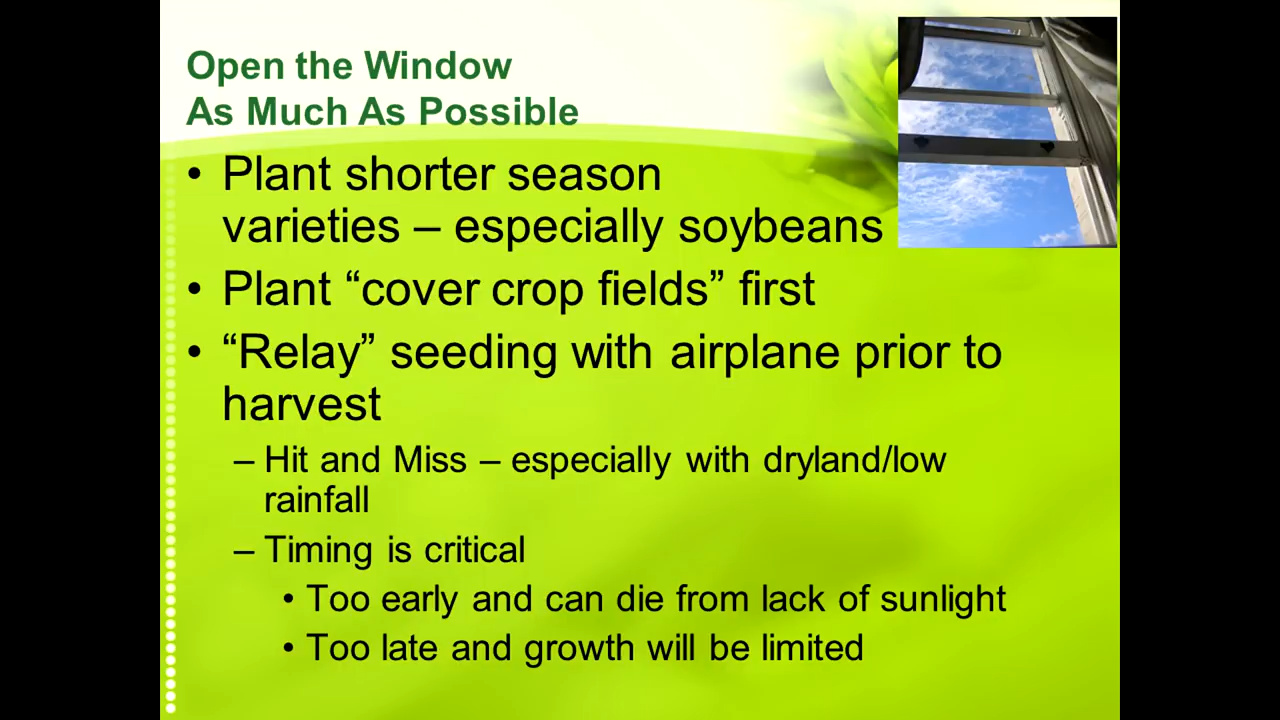 Open the Window
As Much As Possible
• Plant shorter season
varieties – especially soybeans
• Plant “cover crop fields” first
• “Relay” seeding with airplane prior to
harvest
– Hit and Miss – especially with dryland/low
rainfall
– Timing is critical
• Too early and can die from lack of sunlight
• Too late and growth will be limited